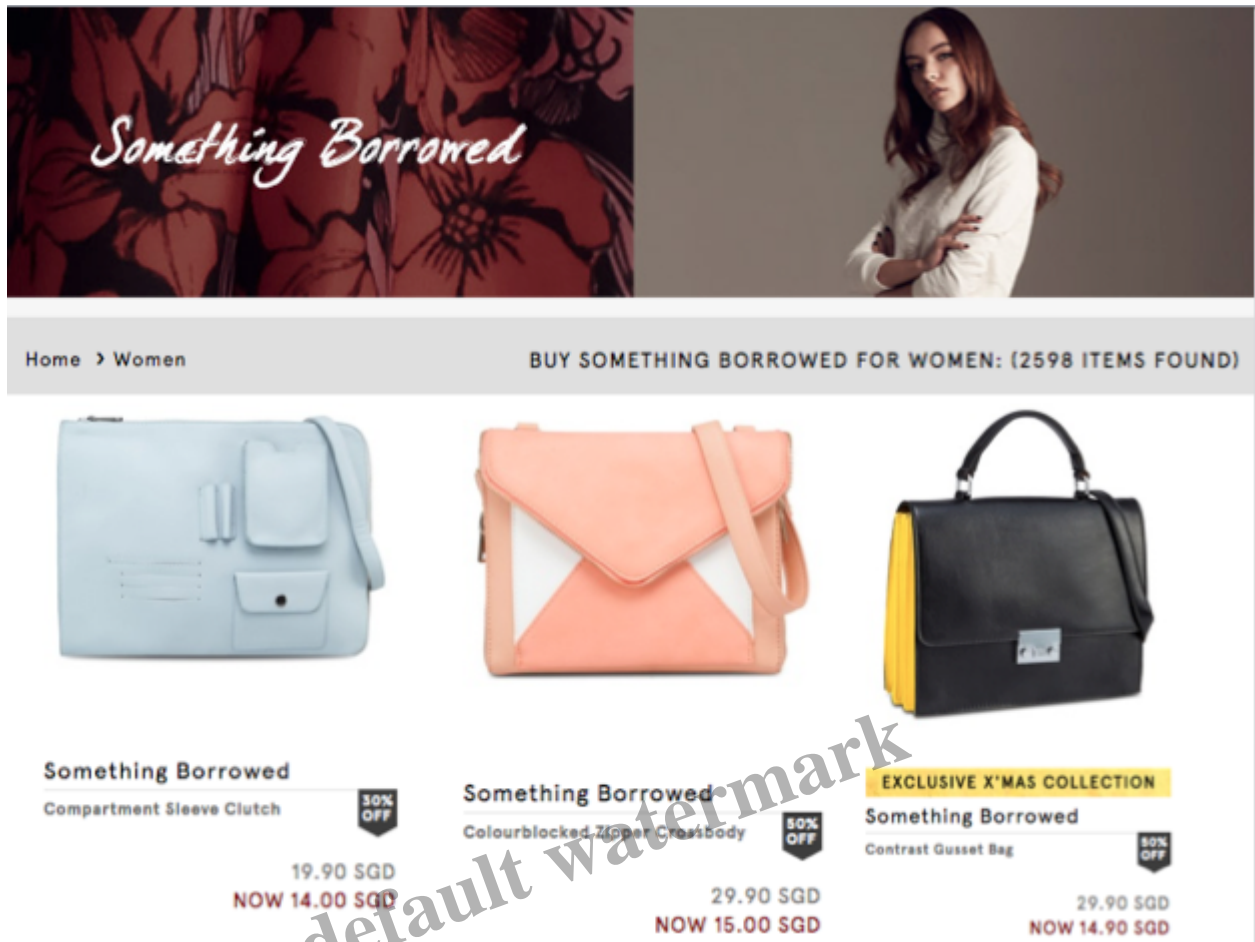 Something Borrowed
Home > Women
BUY SOMETHING BORROWED FOR WOMEN: (2598 ITEMS FOUND)
Something Borrowed
Compartment Sleeve Clutch
30%
OFF
19.90 SGD
NOW 14.00 SGD
Something Borrowed
Colourblocked Zipper Crossbody
50%
OFF
29.90 SGD
NOW 15.00 SGD
EXCLUSIVE X'MAS COLLECTION
Something Borrowed
Contrast Gusset Bag
50%
OFF
29.90 SGD
NOW 14.90 SGD
default watermark